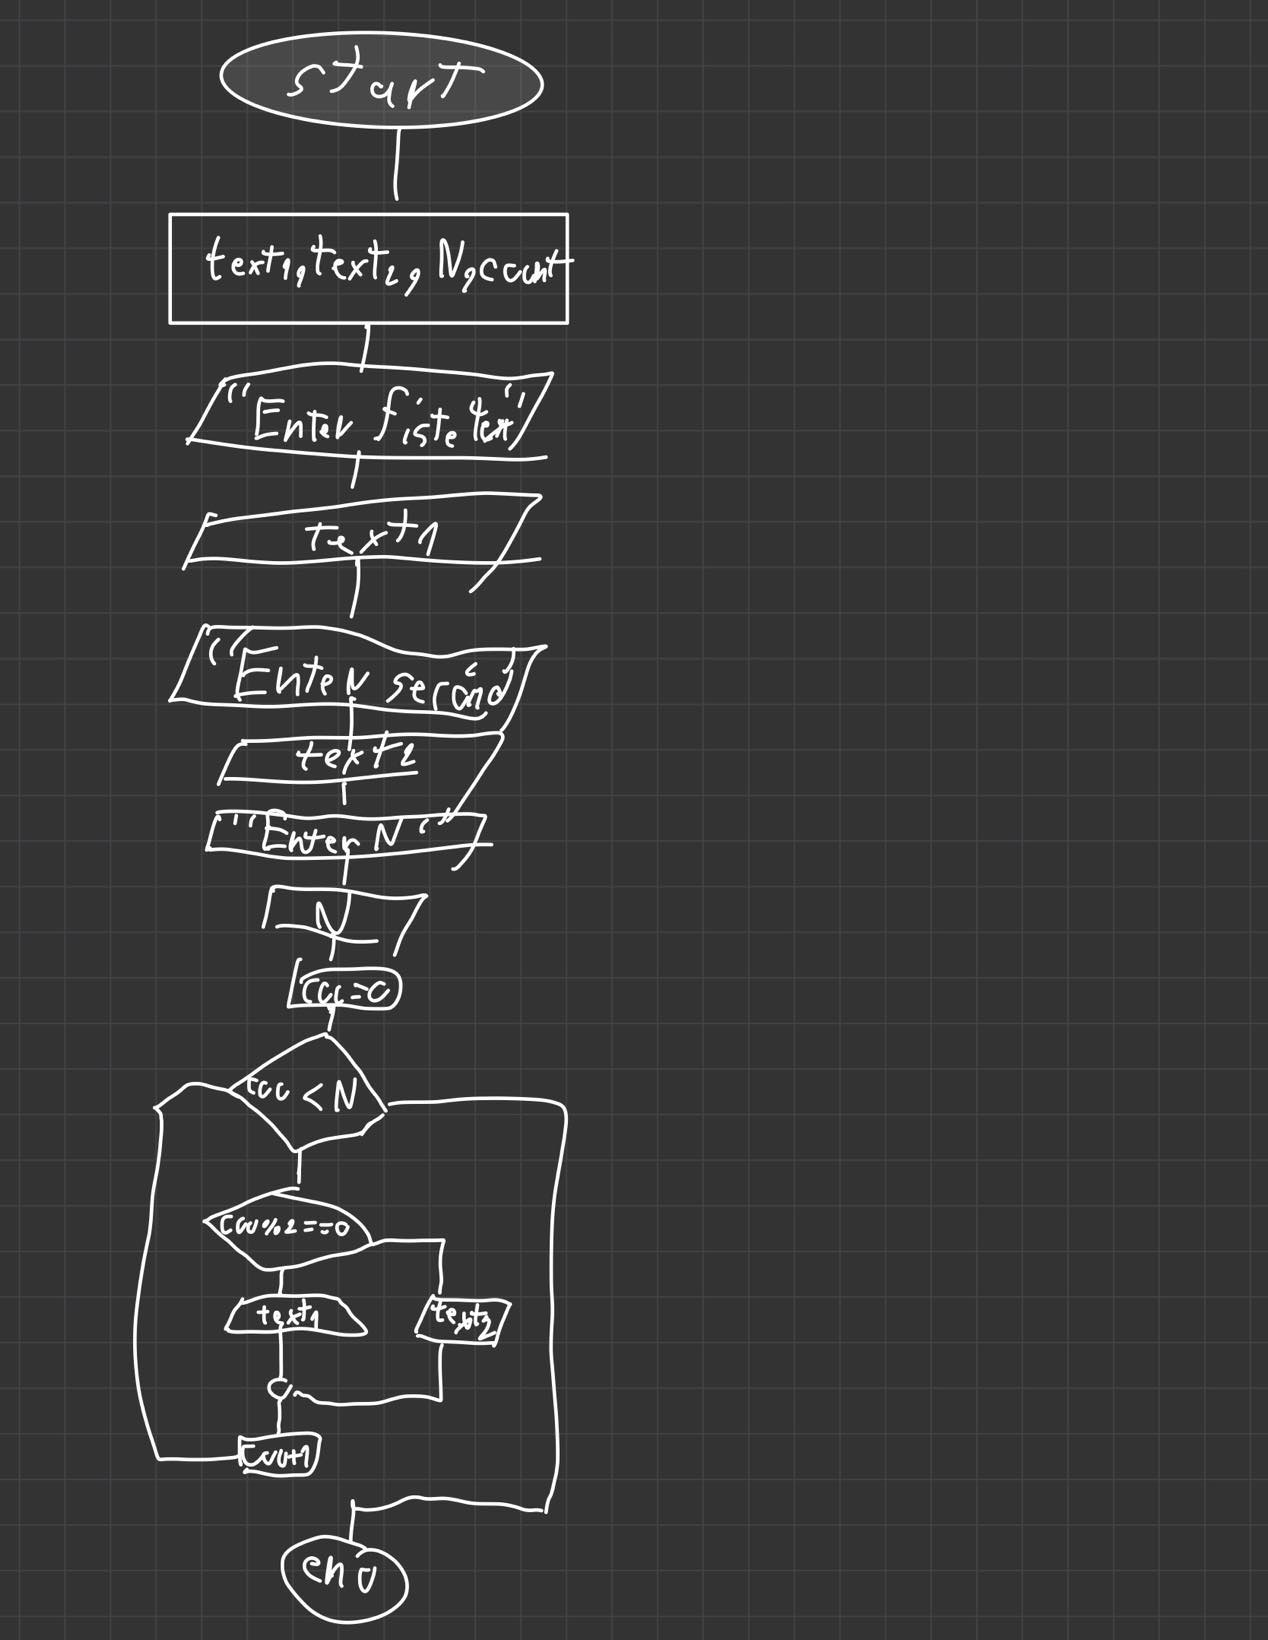 start
text1, text2, N, count
"Enter fiste text"
text1
"Enter second"
text2
"Enter N"
N
cou=0
cou < N
cou%2==0
text1
text2
cou+1
end